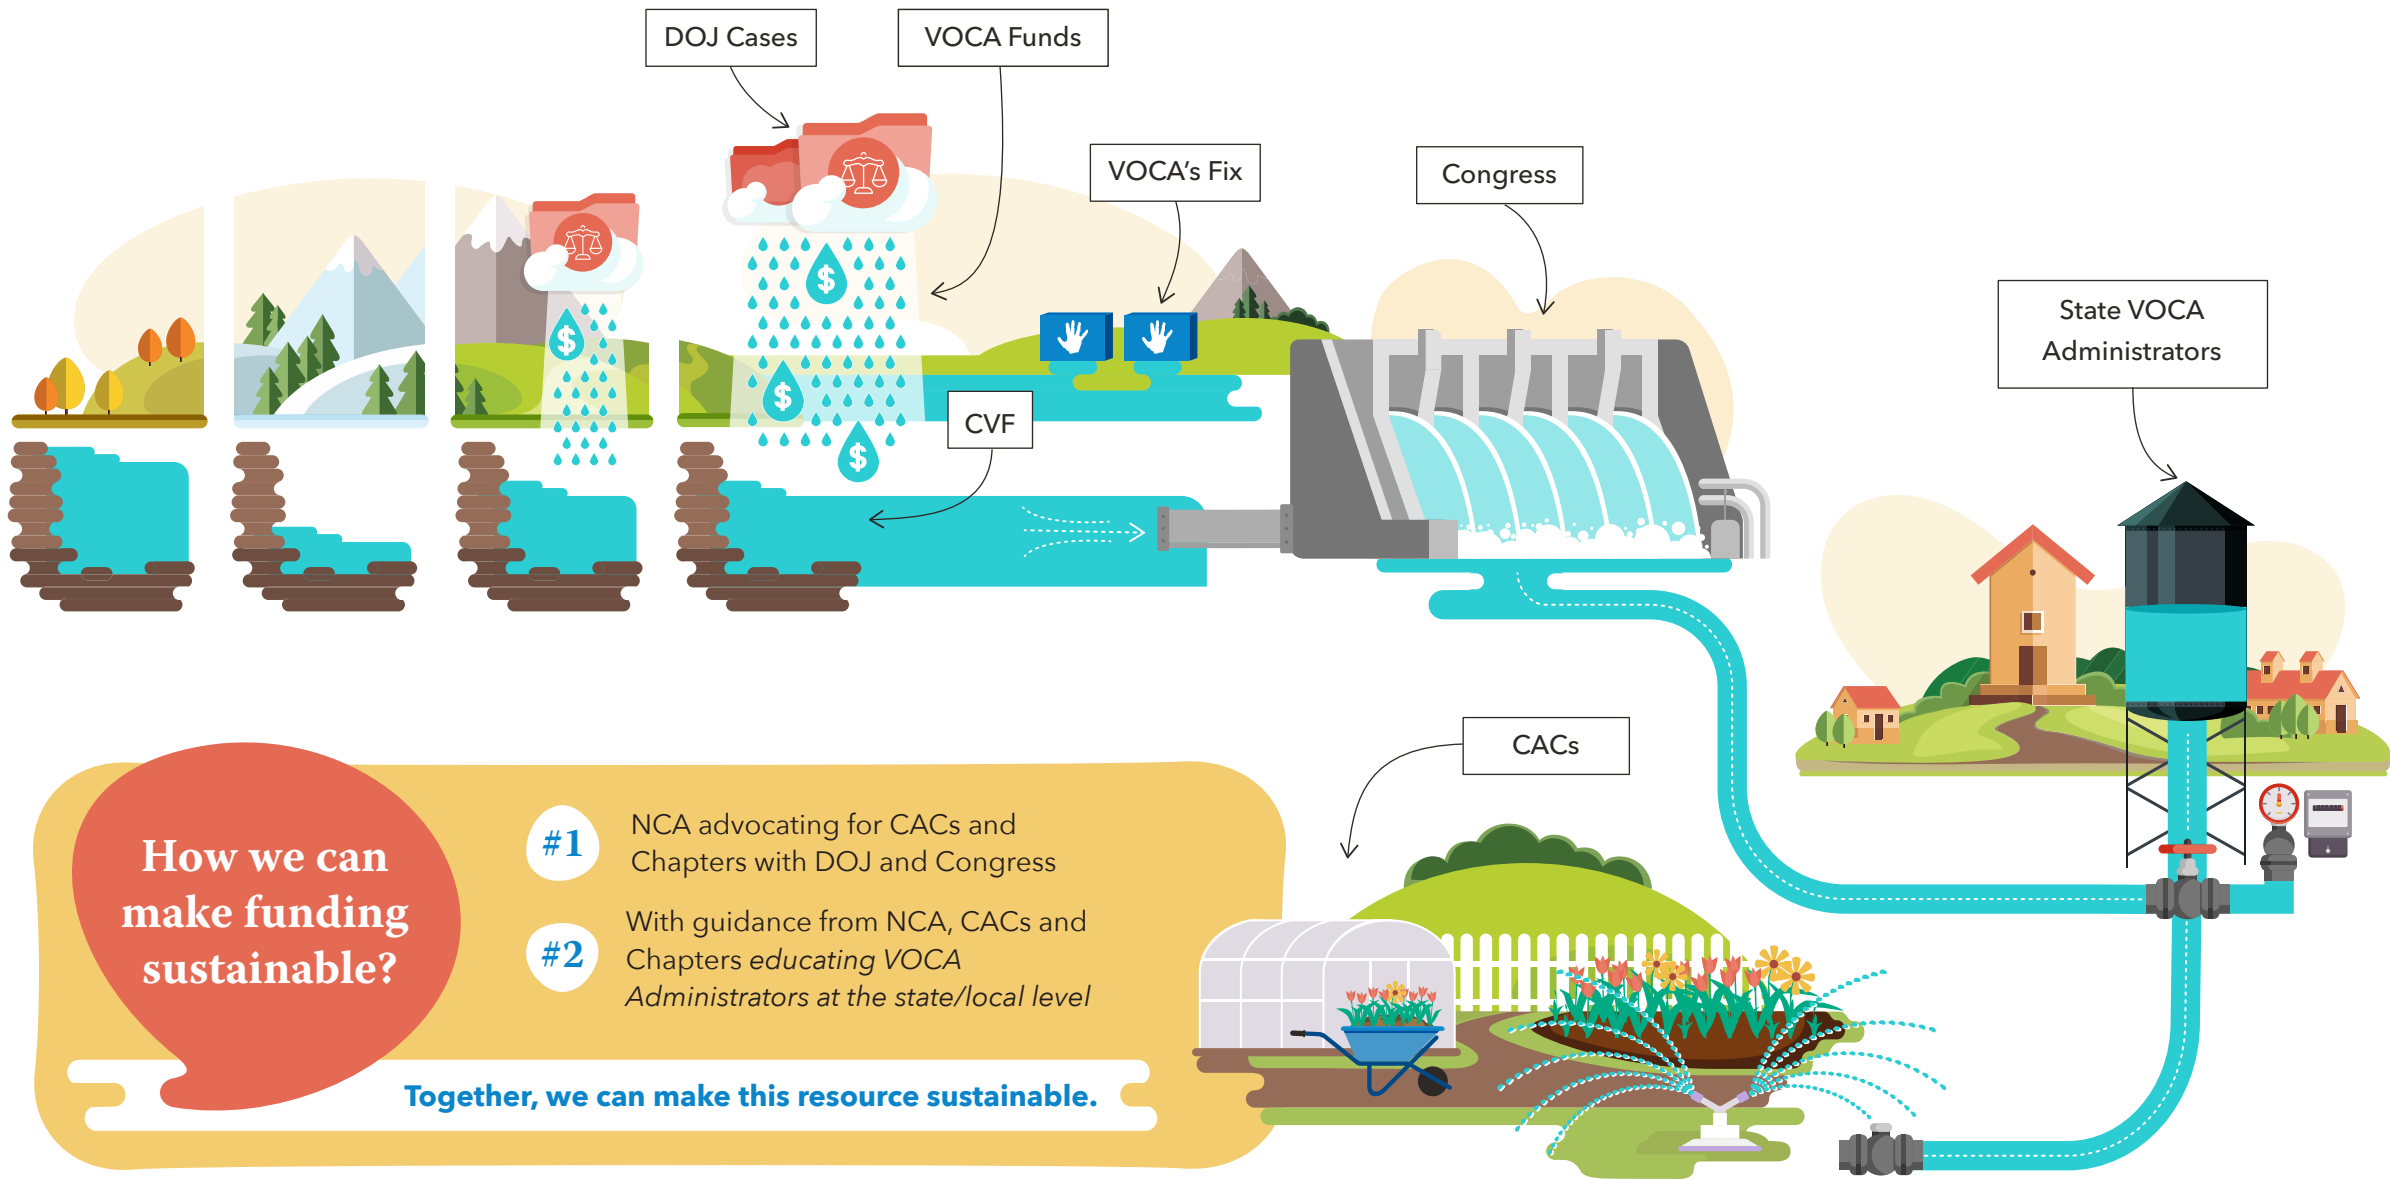 DOJ Cases
VOCA Funds
VOCA's Fix
Congress
State VOCA
Administrators
$
$
$
$
CVF
CACs
How we can
make funding
sustainable?
#1
NCA advocating for CACs and
Chapters with DOJ and Congress
#2
With guidance from NCA, CACs and
Chapters educating VOCA
Administrators at the state/local level
Together, we can make this resource sustainable.